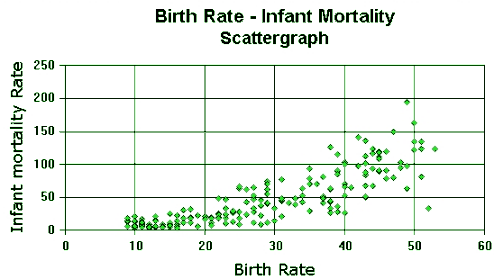 Birth Rate - Infant Mortality
Scattergraph
Infant mortality Rate
250
200
150
100
50
0
0 10 20 30 40 50 60
Birth Rate